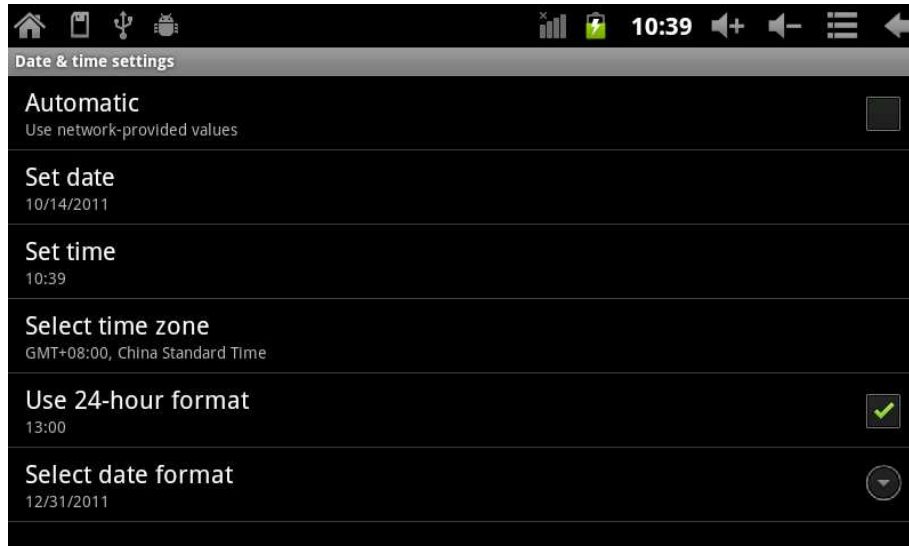 10:39
Date & time settings
Automatic
Use network-provided values
Set date
10/14/2011
Set time
10:39
Select time zone
GMT+08:00, China Standard Time
Use 24-hour format
13:00
Select date format
12/31/2011